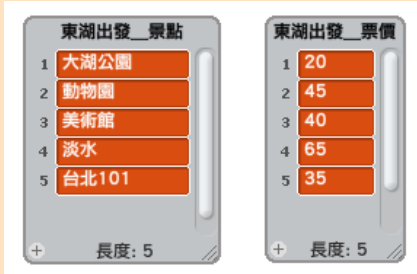 東湖出發__景點
1 大湖公園
2 動物園
3 美術館
4 淡水
5 台北101
+ 長度: 5
東湖出發__票價
1 20
2 45
3 40
4 65
5 35
+ 長度: 5